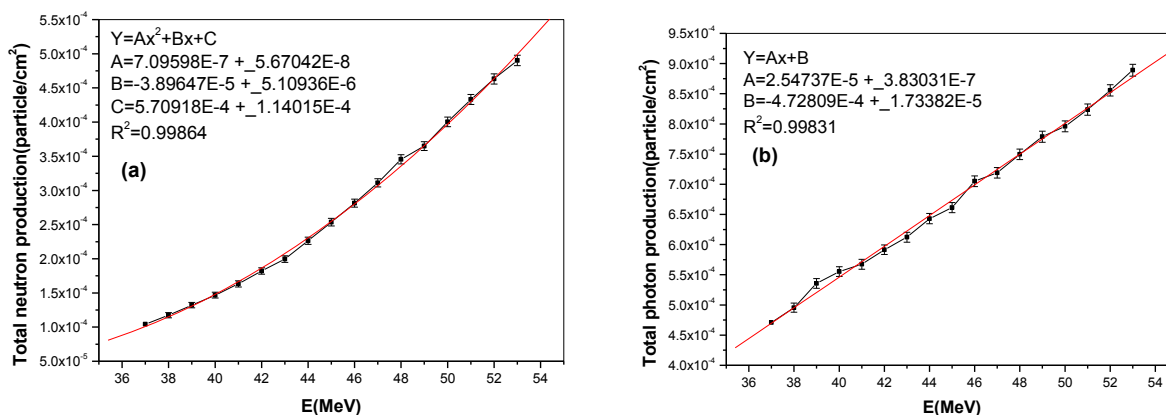 Y=Ax²+Bx+C
A=7.09598E-7 +_5.67042E-8
B=-3.89647E-5 +_5.10936E-6
C=5.70918E-4 +_1.14015E-4
R²=0.99864
(a)
Total neutron production(particle/cm²)
5.5x10⁻⁴
5.0x10⁻⁴
4.5x10⁻⁴
4.0x10⁻⁴
3.5x10⁻⁴
3.0x10⁻⁴
2.5x10⁻⁴
2.0x10⁻⁴
1.5x10⁻⁴
1.0x10⁻⁴
5.0x10⁻⁵
36 38 40 42 44 46 48 50 52 54
E(MeV)
Y=Ax+B
A=2.54737E-5 +_3.83031E-7
B=-4.72809E-4 +_1.73382E-5
R²=0.99831
(b)
Total photon production(particle/cm²)
9.5x10⁻⁴
9.0x10⁻⁴
8.5x10⁻⁴
8.0x10⁻⁴
7.5x10⁻⁴
7.0x10⁻⁴
6.5x10⁻⁴
6.0x10⁻⁴
5.5x10⁻⁴
5.0x10⁻⁴
4.5x10⁻⁴
4.0x10⁻⁴
36 38 40 42 44 46 48 50 52 54
E(MeV)